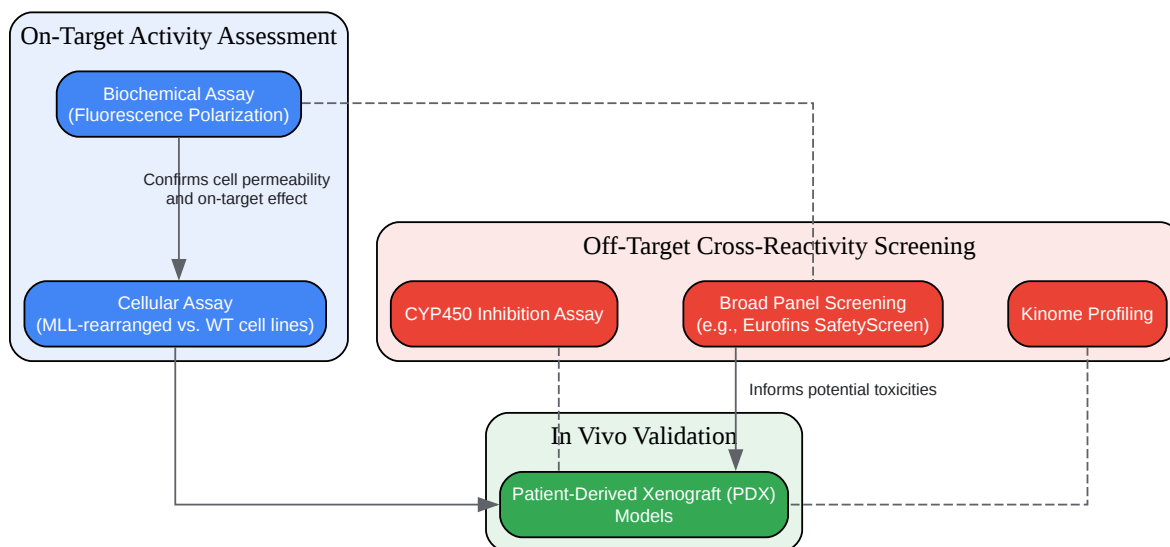 On-Target Activity Assessment
Biochemical Assay
(Fluorescence Polarization)
Confirms cell permeability
and on-target effect
Cellular Assay
(MLL-rearranged vs. WT cell lines)
Off-Target Cross-Reactivity Screening
CYP450 Inhibition Assay
Broad Panel Screening
(e.g., Eurofins SafetyScreen)
Kinome Profiling
Informs potential toxicities
In Vivo Validation
Patient-Derived Xenograft (PDX)
Models